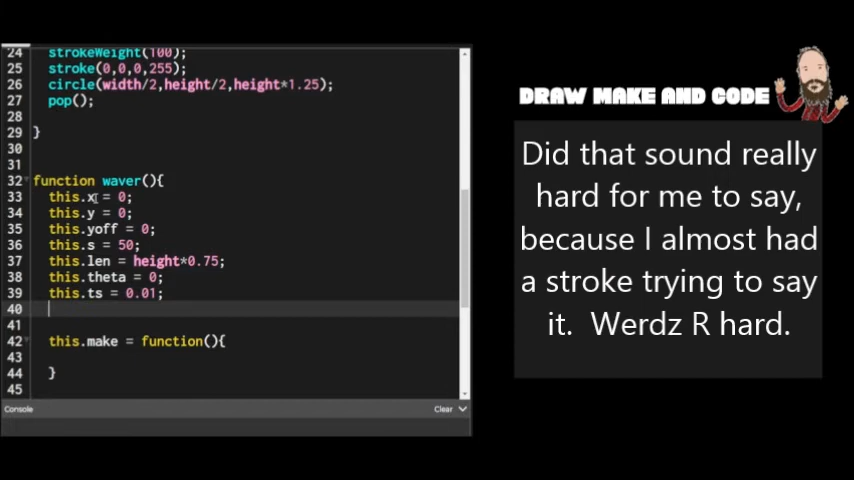 24 strokeWeight(100);
25 stroke(0,0,0,255);
26 circle(width/2,height/2,height*1.25);
27 pop();
28
29 }
30
31
32 function waver(){
33 this.x = 0;
34 this.y = 0;
35 this.yoff = 0;
36 this.s = 50;
37 this.len = height*0.75;
38 this.theta = 0;
39 this.ts = 0.01;
40
41
42 this.make = function(){
43
44 }
45
Console Clear
DRAW MAKE AND CODE
Did that sound really
hard for me to say,
because I almost had
a stroke trying to say
it. Werdz R hard.